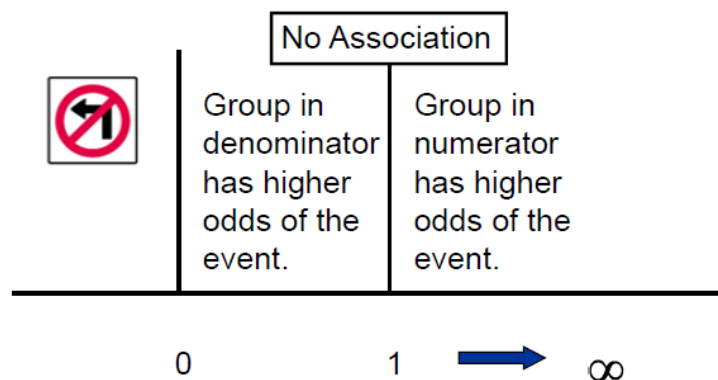 No Association
Group in
denominator
has higher
odds of the
event.
Group in
numerator
has higher
odds of the
event.
0
1
∞